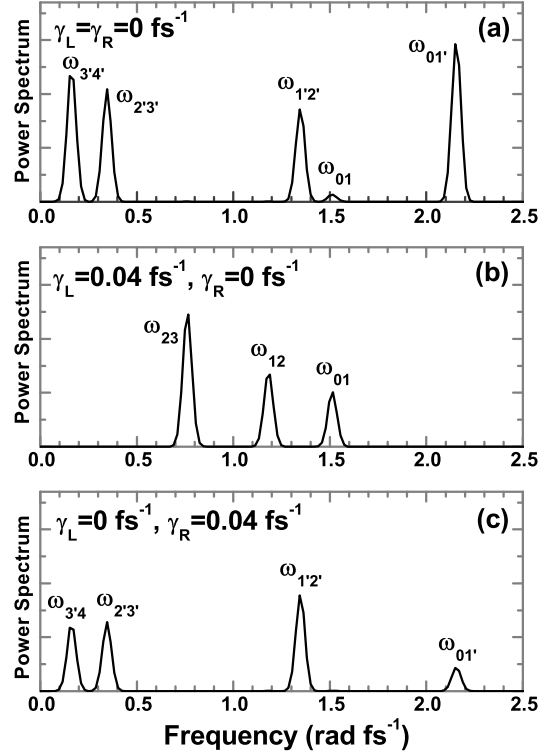 γL=γR=0 fs-1
(a)
ω3'4'
ω2'3'
ω1'2'
ω01
ω01'
Power Spectrum
0.0 0.5 1.0 1.5 2.0 2.5
γL=0.04 fs-1, γR=0 fs-1
(b)
ω23
ω12
ω01
Power Spectrum
0.0 0.5 1.0 1.5 2.0 2.5
γL=0 fs-1, γR=0.04 fs-1
(c)
ω3'4
ω2'3'
ω1'2'
ω01'
Power Spectrum
0.0 0.5 1.0 1.5 2.0 2.5
Frequency (rad fs-1)